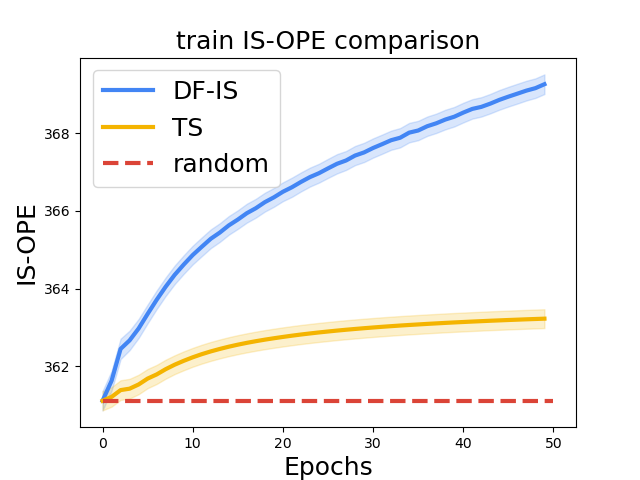 train IS-OPE comparison
DF-IS
TS
random
IS-OPE
368
366
364
362
0 10 20 30 40 50
Epochs